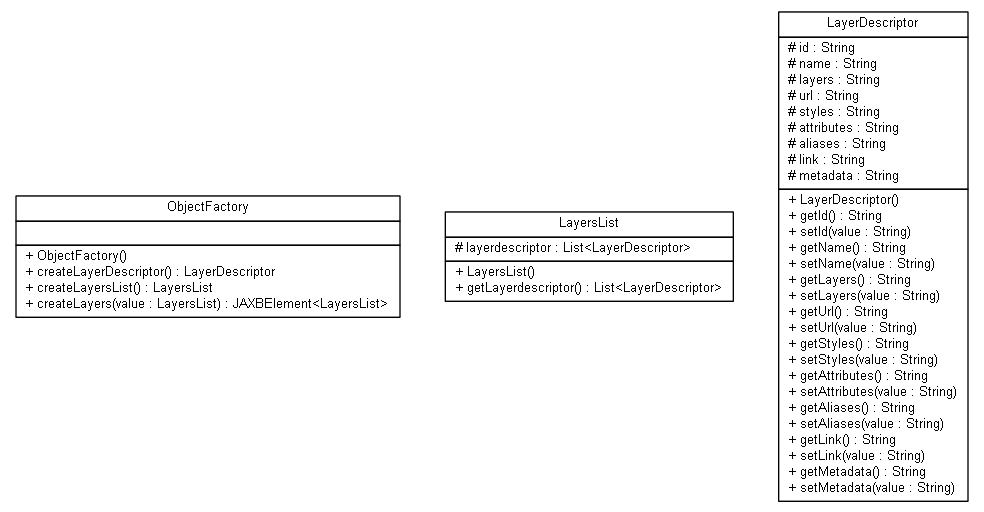 ObjectFactory
+ ObjectFactory()
+ createLayerDescriptor() : LayerDescriptor
+ createLayersList() : LayersList
+ createLayers(value : LayersList) : JAXBElement<LayersList>
LayersList
# layerdescriptor : List<LayerDescriptor>
+ LayersList()
+ getLayerdescriptor() : List<LayerDescriptor>
LayerDescriptor
# id : String
# name : String
# layers : String
# url : String
# styles : String
# attributes : String
# aliases : String
# link : String
# metadata : String
+ LayerDescriptor()
+ getId() : String
+ setId(value : String)
+ getName() : String
+ setName(value : String)
+ getLayers() : String
+ setLayers(value : String)
+ getUrl() : String
+ setUrl(value : String)
+ getStyles() : String
+ setStyles(value : String)
+ getAttributes() : String
+ setAttributes(value : String)
+ getAliases() : String
+ setAliases(value : String)
+ getLink() : String
+ setLink(value : String)
+ getMetadata() : String
+ setMetadata(value : String)